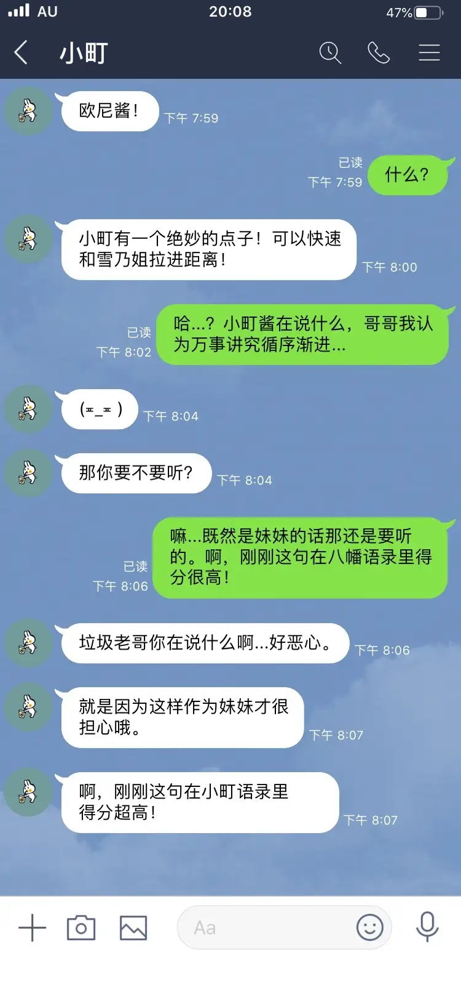 AU
20:08
47%
小町
欧尼酱！
下午 7:59
已读
下午 7:59
什么？
小町有一个绝妙的点子！可以快速
和雪乃姐拉进距离！
下午 8:00
已读
下午 8:02
哈...？小町酱在说什么，哥哥我认
为万事讲究循序渐进...
(ㅍ_ㅍ )
下午 8:04
那你要不要听？
下午 8:04
已读
下午 8:06
嘛...既然是妹妹的话那还是要听
的。啊，刚刚这句在八幡语录里得
分很高！
垃圾老哥你在说什么啊...好恶心。
下午 8:06
就是因为这样作为妹妹才很
担心哦。
下午 8:07
啊，刚刚这句在小町语录里
得分超高！
下午 8:07
Aa